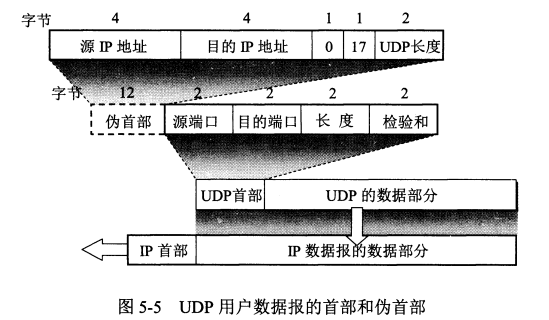 字节 4 4 1 1 2
源 IP 地址 目的 IP 地址 0 17 UDP长度
字节 12 2 2 2 2
伪首部 源端口 目的端口 长 度 检验和
UDP首部 UDP 的数据部分
IP 首部 IP 数据报的数据部分
图 5-5 UDP 用户数据报的首部和伪首部